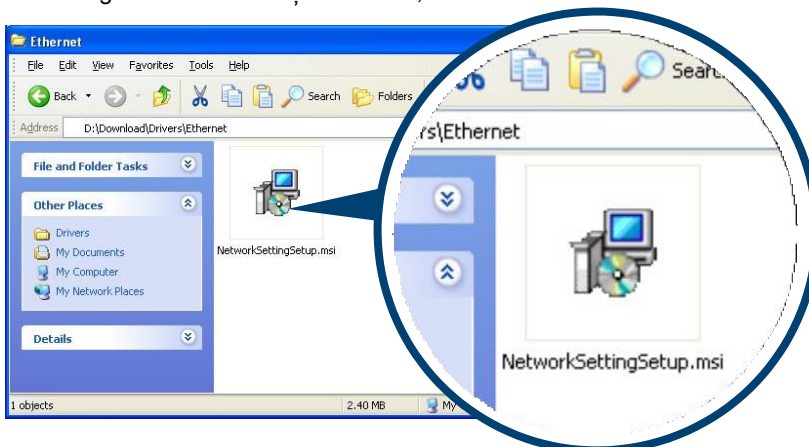 Ethernet
File Edit View Favorites Tools Help
Back Search Folders
Address D:\Download\Drivers\Ethernet
File and Folder Tasks
Other Places
Drivers
My Documents
My Computer
My Network Places
Details
NetworkSettingSetup.msi
1 objects 2.40 MB My
rs\Ethernet
NetworkSettingSetup.msi